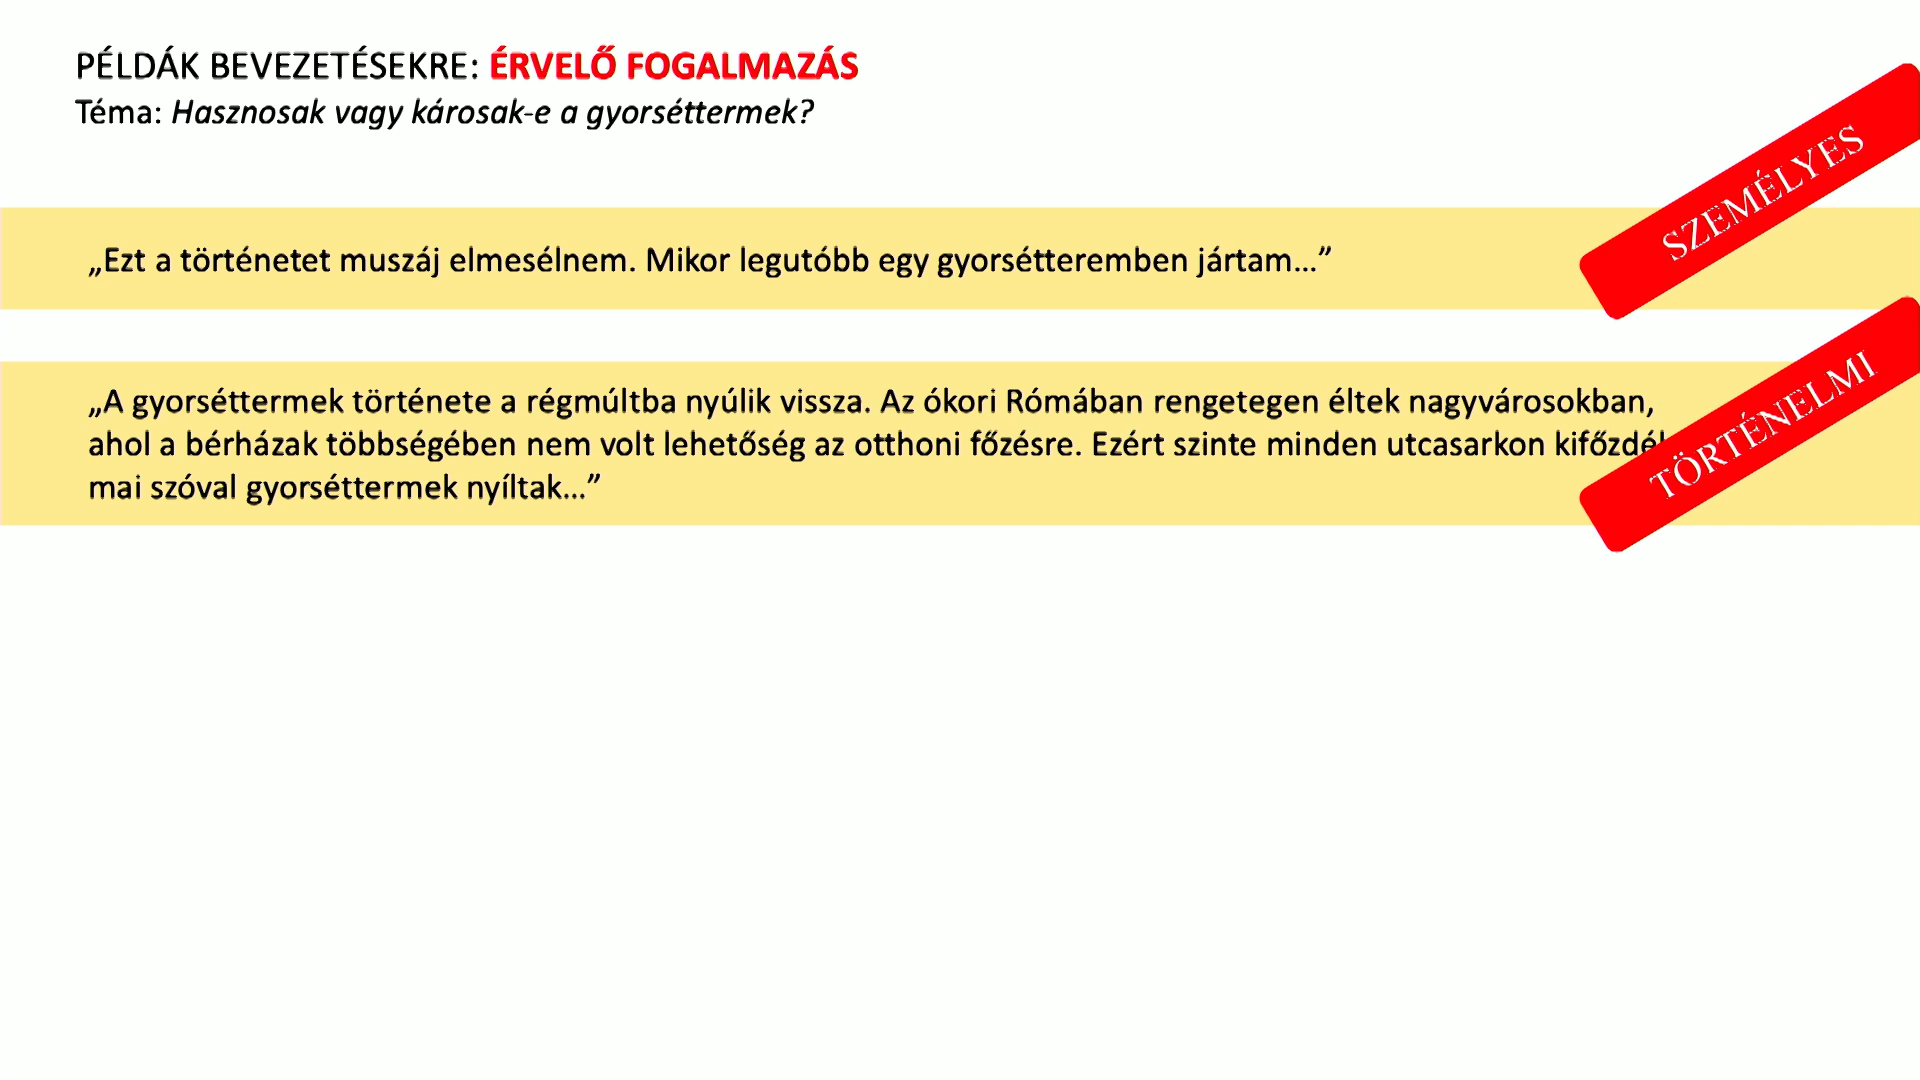 PÉLDÁK BEVEZETÉSEKRE: ÉRVELŐ FOGALMAZÁS
Téma: Hasznosak vagy károsak-e a gyorséttermek?
SZEMÉLYES
„Ezt a történetet muszáj elmesélnem. Mikor legutóbb egy gyorsétteremben jártam…”
TÖRTÉNELMI
„A gyorséttermek története a régmúltba nyúlik vissza. Az ókori Rómában rengetegen éltek nagyvárosokban,
ahol a bérházak többségében nem volt lehetőség az otthoni főzésre. Ezért szinte minden utcasarkon
mai szóval gyorséttermek nyíltak…”